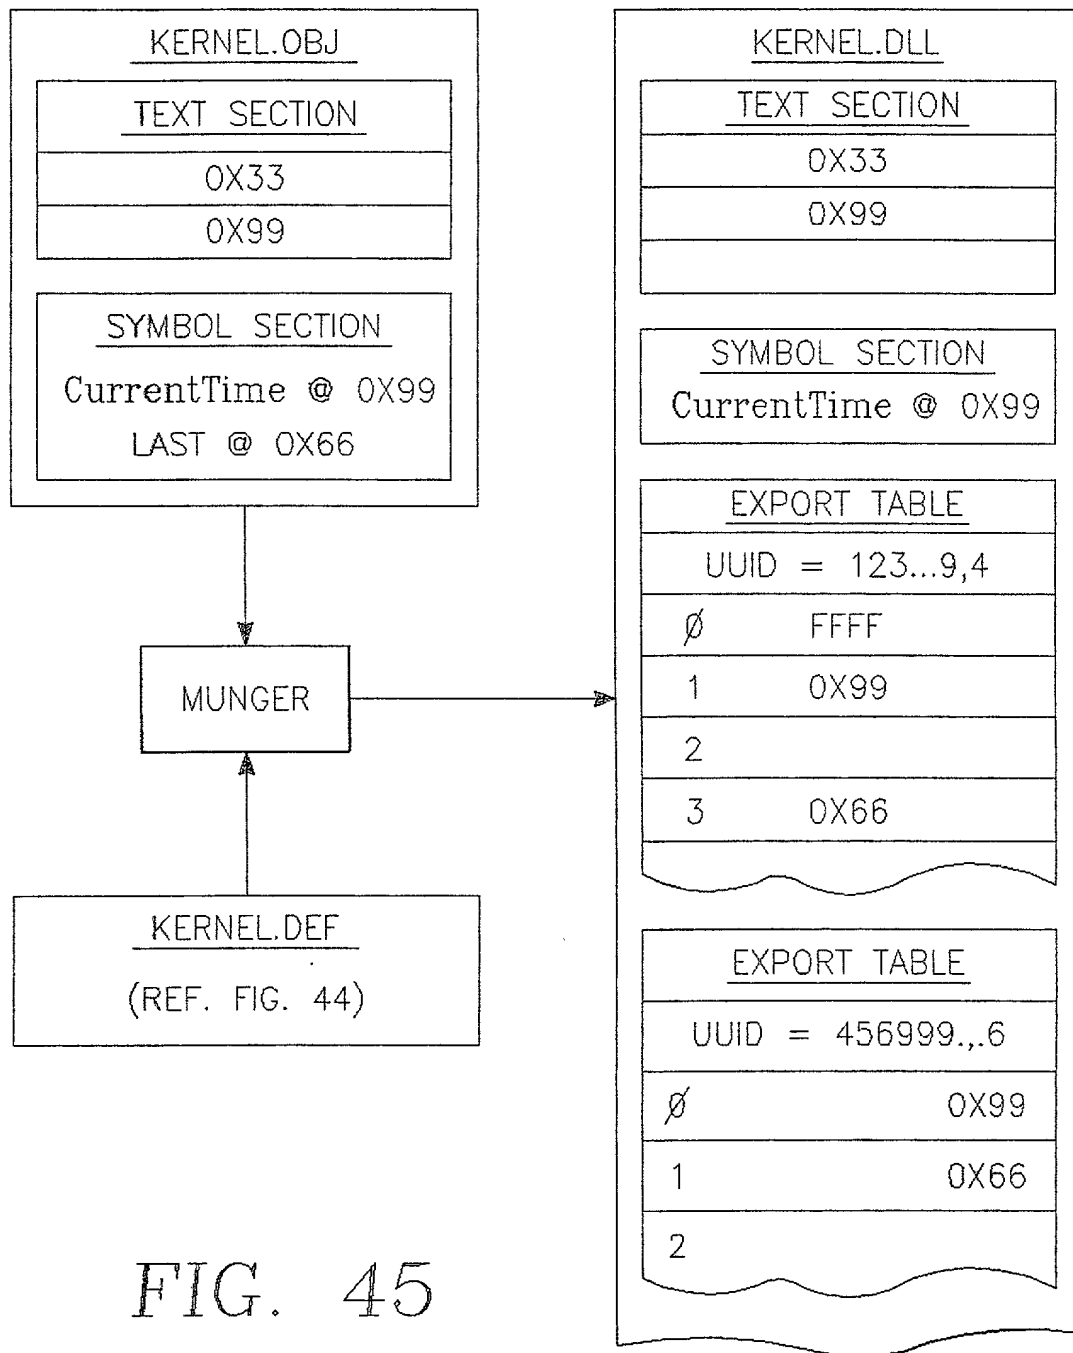 KERNEL.OBJ
TEXT SECTION
0X33
0X99
SYMBOL SECTION
CurrentTime @ 0X99
LAST @ 0X66
MUNGER
KERNEL.DEF
(REF. FIG. 44)
KERNEL.DLL
TEXT SECTION
0X33
0X99
SYMBOL SECTION
CurrentTime @ 0X99
EXPORT TABLE
UUID = 123...9,4
Ø FFFF
1 0X99
2
3 0X66
EXPORT TABLE
UUID = 456999.,.6
Ø 0X99
1 0X66
2
FIG. 45